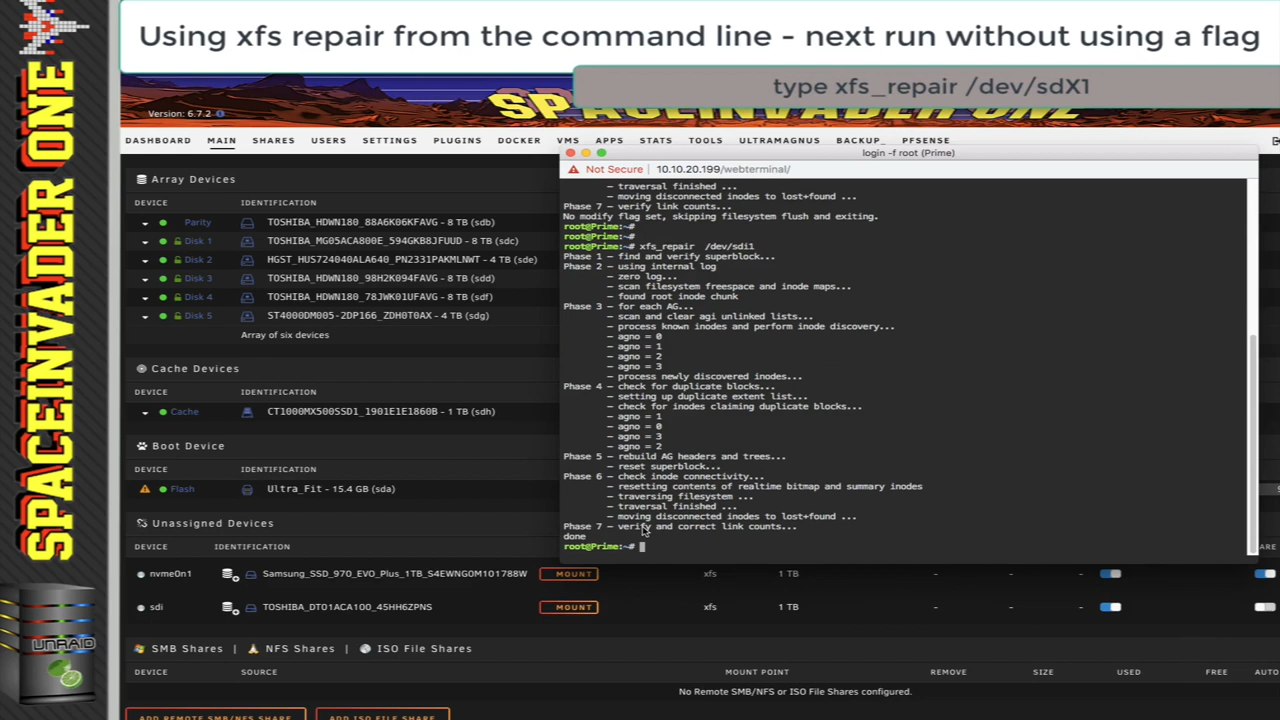 Using xfs repair from the command line - next run without using a flag
type xfs_repair /dev/sdX1
SPACEINVADER ONE
SPACEINVADER ONE
Version: 6.7.2
DASHBOARD MAIN SHARES USERS SETTINGS PLUGINS DOCKER VMS APPS STATS TOOLS ULTRAMAGNUS BACKUP_ PFSENSE
Array Devices
DEVICE IDENTIFICATION
Parity TOSHIBA_HDWN180_88A6K06KFAVG - 8 TB (sdb)
Disk 1 TOSHIBA_MG05ACA800E_594GKB8JFUUD - 8 TB (sdc)
Disk 2 HGST_HUS724040ALA640_PN2331PAKMLNWT - 4 TB (sde)
Disk 3 TOSHIBA_HDWN180_98H2K094FAVG - 8 TB (sdd)
Disk 4 TOSHIBA_HDWN180_78JWK01UFAVG - 8 TB (sdf)
Disk 5 ST4000DM005-2DP166_ZDH0T0AX - 4 TB (sdg)
Array of six devices
Cache Devices
DEVICE IDENTIFICATION
Cache CT1000MX500SSD1_1901E1E1860B - 1 TB (sdh)
Boot Device
DEVICE IDENTIFICATION
Flash Ultra_Fit - 15.4 GB (sda)
login -f root (Prime)
Not Secure 10.10.20.199/webterminal/
- traversal finished ...
- moving disconnected inodes to lost+found ...
Phase 7 - verify link counts...
No modify flag set, skipping filesystem flush and exiting.
root@Prime:~#
root@Prime:~#
root@Prime:~# xfs_repair /dev/sdi1
Phase 1 - find and verify superblock...
Phase 2 - using internal log
- zero log...
- scan filesystem freespace and inode maps...
- found root inode chunk
Phase 3 - for each AG...
- scan and clear agi unlinked lists...
- process known inodes and perform inode discovery...
- agno = 0
- agno = 1
- agno = 2
- agno = 3
- process newly discovered inodes...
Phase 4 - check for duplicate blocks...
- setting up duplicate extent list...
- check for inodes claiming duplicate blocks...
- agno = 1
- agno = 0
- agno = 3
- agno = 2
Phase 5 - rebuild AG headers and trees...
- reset superblock...
Phase 6 - check inode connectivity...
- resetting contents of realtime bitmap and summary inodes
- traversing filesystem ...
- traversal finished ...
- moving disconnected inodes to lost+found ...
Phase 7 - verify and correct link counts...
done
root@Prime:~#
Unassigned Devices
DEVICE IDENTIFICATION
nvme0n1 Samsung_SSD_970_EVO_Plus_1TB_S4EWNG0M101788W MOUNT xfs 1 TB - - -
sdi TOSHIBA_DT01ACA100_45HH6ZPNS MOUNT xfs 1 TB - - -
SMB Shares | NFS Shares | ISO File Shares
DEVICE SOURCE MOUNT POINT REMOVE SIZE USED FREE AUTO
No Remote SMB/NFS or ISO File Shares configured.
ADD REMOTE SMB/NFS SHARE ADD ISO FILE SHARE
UNRAID